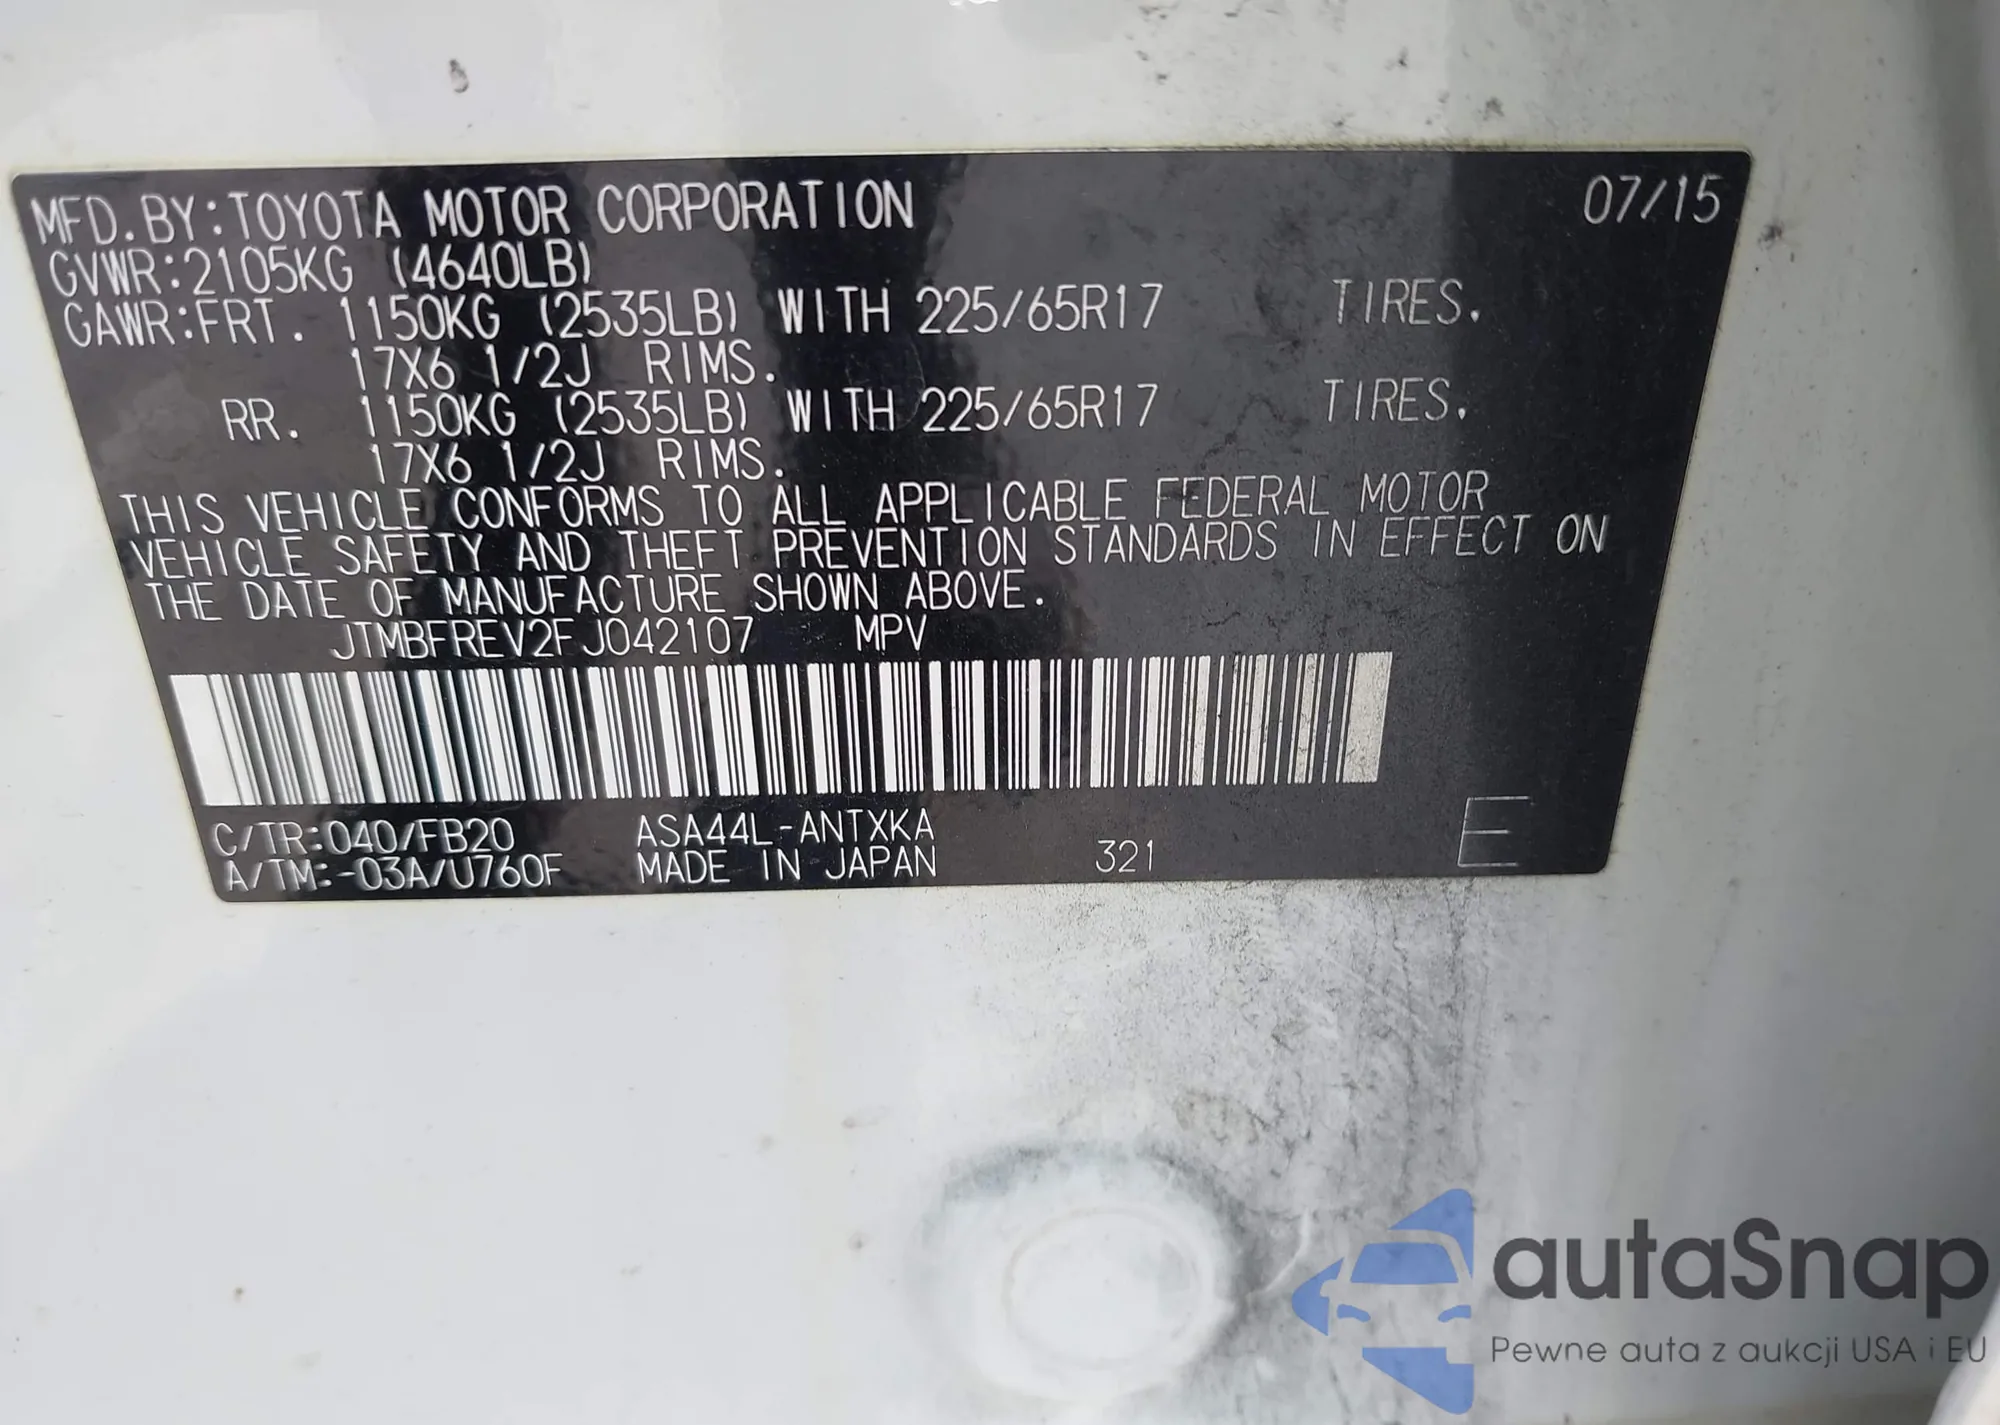 MFD.BY:TOYOTA MOTOR CORPORATION 07/15
GVWR:2105KG (4640LB)
GAWR:FRT. 1150KG (2535LB) WITH 225/65R17 TIRES.
17X6 1/2J RIMS.
RR. 1150KG (2535LB) WITH 225/65R17 TIRES.
17X6 1/2J RIMS.
THIS VEHICLE CONFORMS TO ALL APPLICABLE FEDERAL MOTOR
VEHICLE SAFETY AND THEFT PREVENTION STANDARDS IN EFFECT ON
THE DATE OF MANUFACTURE SHOWN ABOVE.
JTMBFREV2FJ042107 MPV
C/TR:040/FB20 ASA44L-ANTXKA
A/TM:-03A/U760F MADE IN JAPAN 321 E
autaSnap
Pewne auta z aukcji USA i EU